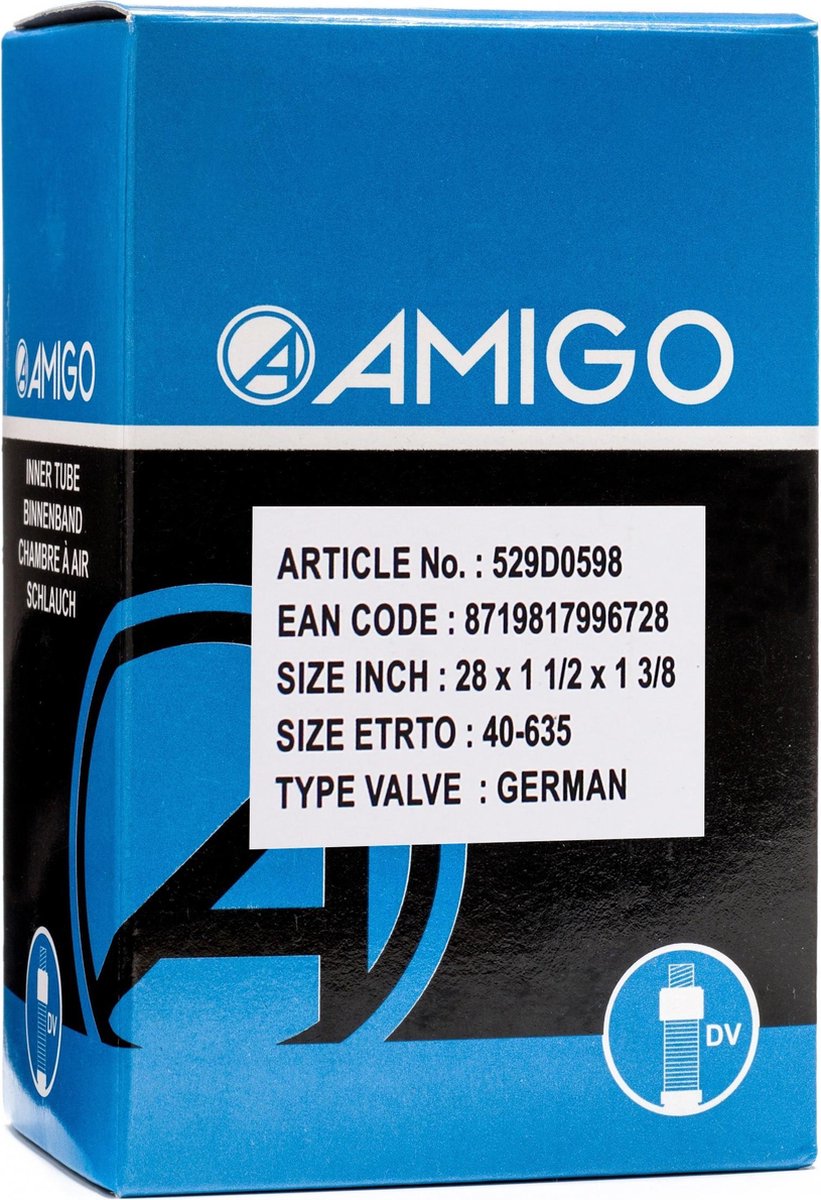 AMIGO
AMIGO
INNER TUBE
BINNENBAND
CHAMBRE À AIR
SCHLAUCH
ARTICLE No. : 529D0598
EAN CODE : 8719817996728
SIZE INCH : 28 x 1 1/2 x 1 3/8
SIZE ETRTO : 40-635
TYPE VALVE : GERMAN
DV
DV